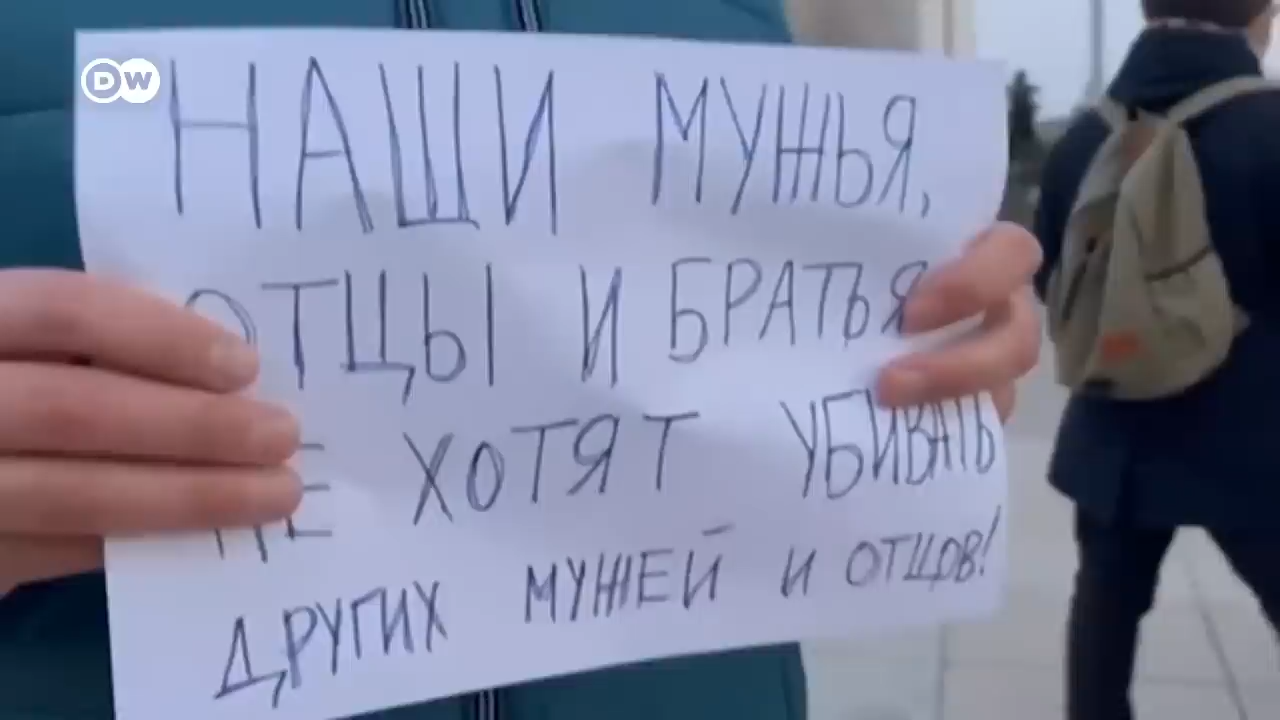 DW
НАШИ МУЖЬЯ,
ОТЦЫ И БРАТЬЯ
НЕ ХОТЯТ УБИВАТЬ
ДРУГИХ МУЖЕЙ И ОТЦОВ!